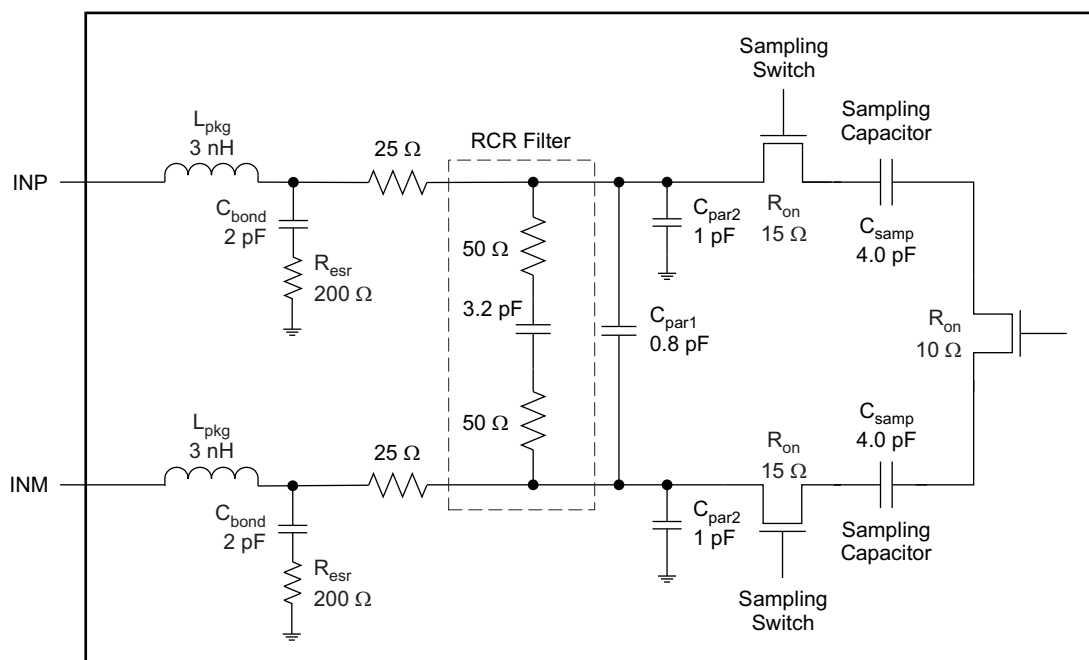 Sampling
Switch
Sampling
Capacitor
L_pkg
3 nH
RCR Filter
25 Ω
INP
C_bond
2 pF
R_esr
200 Ω
50 Ω
3.2 pF
50 Ω
C_par1
0.8 pF
C_par2
1 pF
R_on
15 Ω
C_samp
4.0 pF
R_on
10 Ω
L_pkg
3 nH
25 Ω
INM
C_bond
2 pF
R_esr
200 Ω
C_par2
1 pF
R_on
15 Ω
C_samp
4.0 pF
Sampling
Capacitor
Sampling
Switch